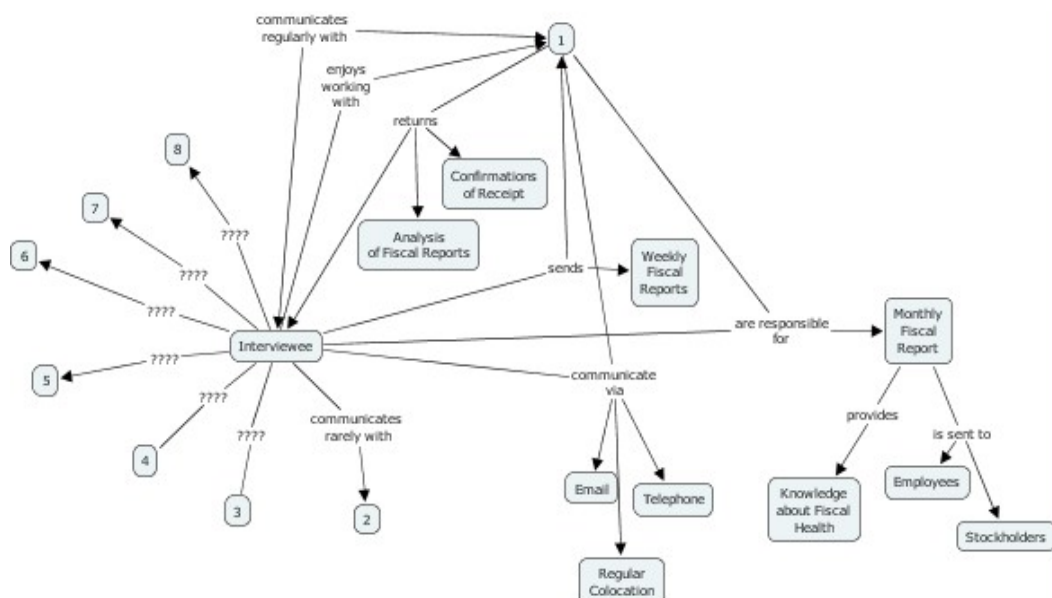 communicates
regularly with
1
enjoys
working
with
returns
8
Confirmations
of Receipt
7
Analysis
of Fiscal Reports
????
6
????
sends
Weekly
Fiscal
Reports
????
Interviewee
are responsible
for
Monthly
Fiscal
Report
5
????
communicate
via
????
communicates
rarely with
provides
????
is sent to
4
Email
Telephone
Employees
3
2
Knowledge
about Fiscal
Health
Stockholders
Regular
Colocation